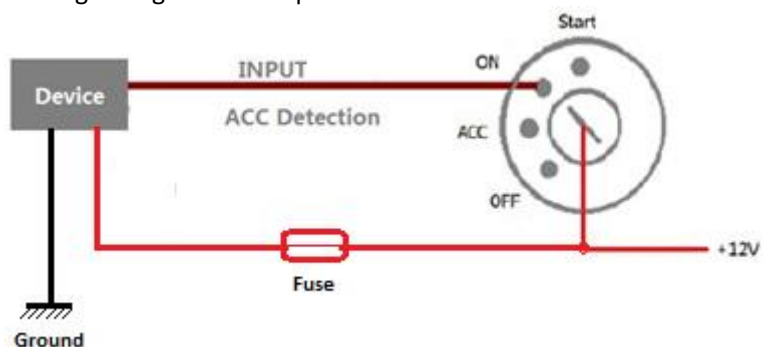 Start
ON
INPUT
Device
ACC Detection
ACC
OFF
+12V
Fuse
Ground